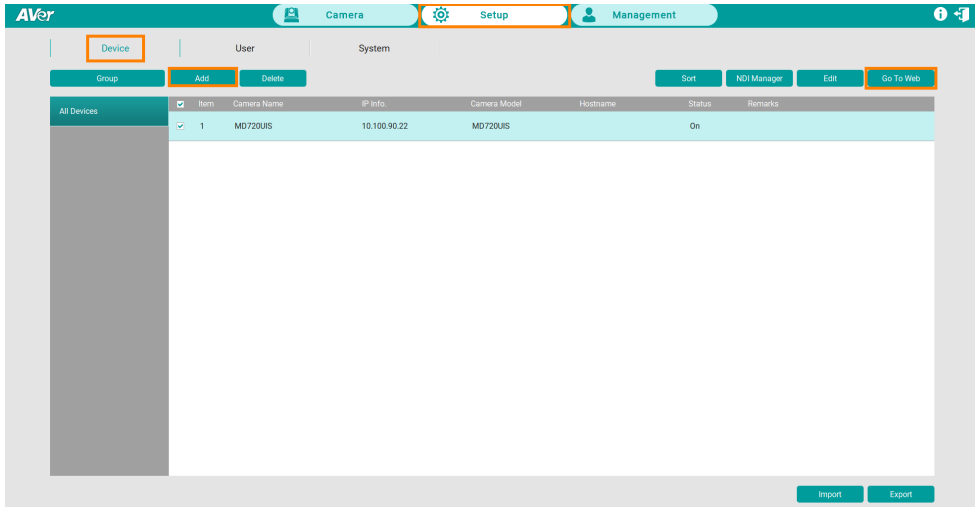 AVer Camera Setup Management
Device User System
Group Add Delete Sort NDI Manager Edit Go To Web
All Devices
Item Camera Name IP Info. Camera Model Hostname Status Remarks
1 MD720UIS 10.100.90.22 MD720UIS On
Import Export